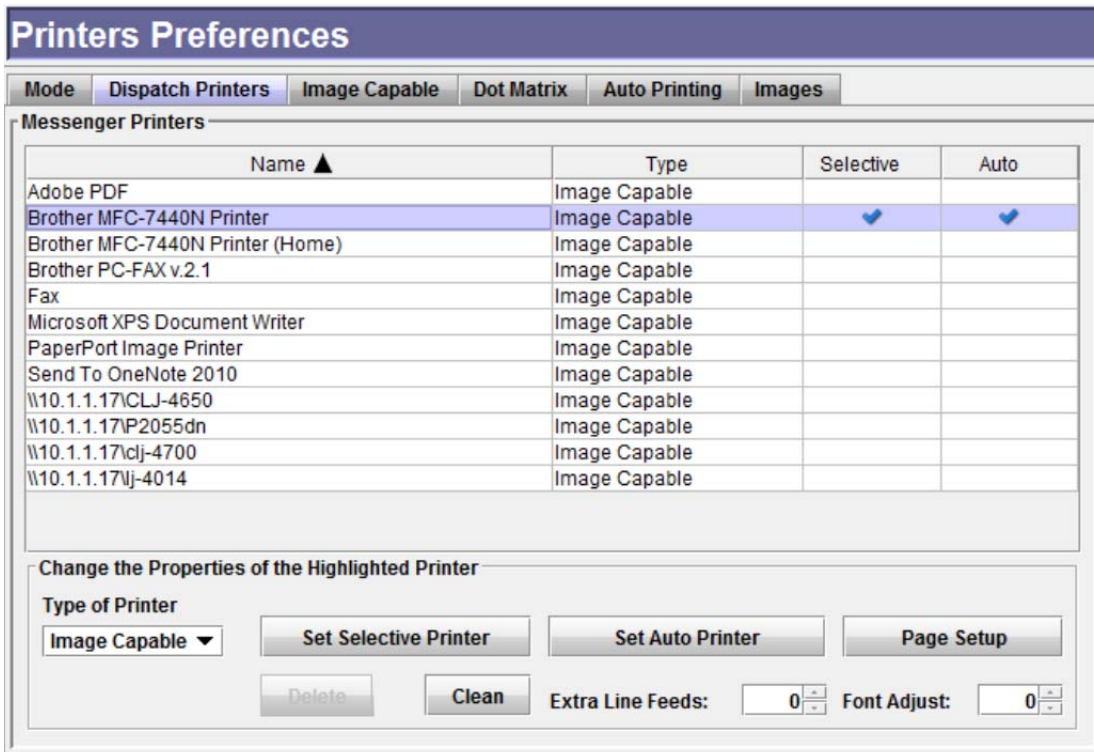 Printers Preferences
Mode Dispatch Printers Image Capable Dot Matrix Auto Printing Images
Messenger Printers
Name ▲ Type Selective Auto
Adobe PDF Image Capable
Brother MFC-7440N Printer Image Capable
Brother MFC-7440N Printer (Home) Image Capable
Brother PC-FAX v.2.1 Image Capable
Fax Image Capable
Microsoft XPS Document Writer Image Capable
PaperPort Image Printer Image Capable
Send To OneNote 2010 Image Capable
\\10.1.1.17\CLJ-4650 Image Capable
\\10.1.1.17\P2055dn Image Capable
\\10.1.1.17\clj-4700 Image Capable
\\10.1.1.17\lj-4014 Image Capable
Change the Properties of the Highlighted Printer
Type of Printer
Image Capable Set Selective Printer Set Auto Printer Page Setup
Delete Clean Extra Line Feeds: 0 Font Adjust: 0